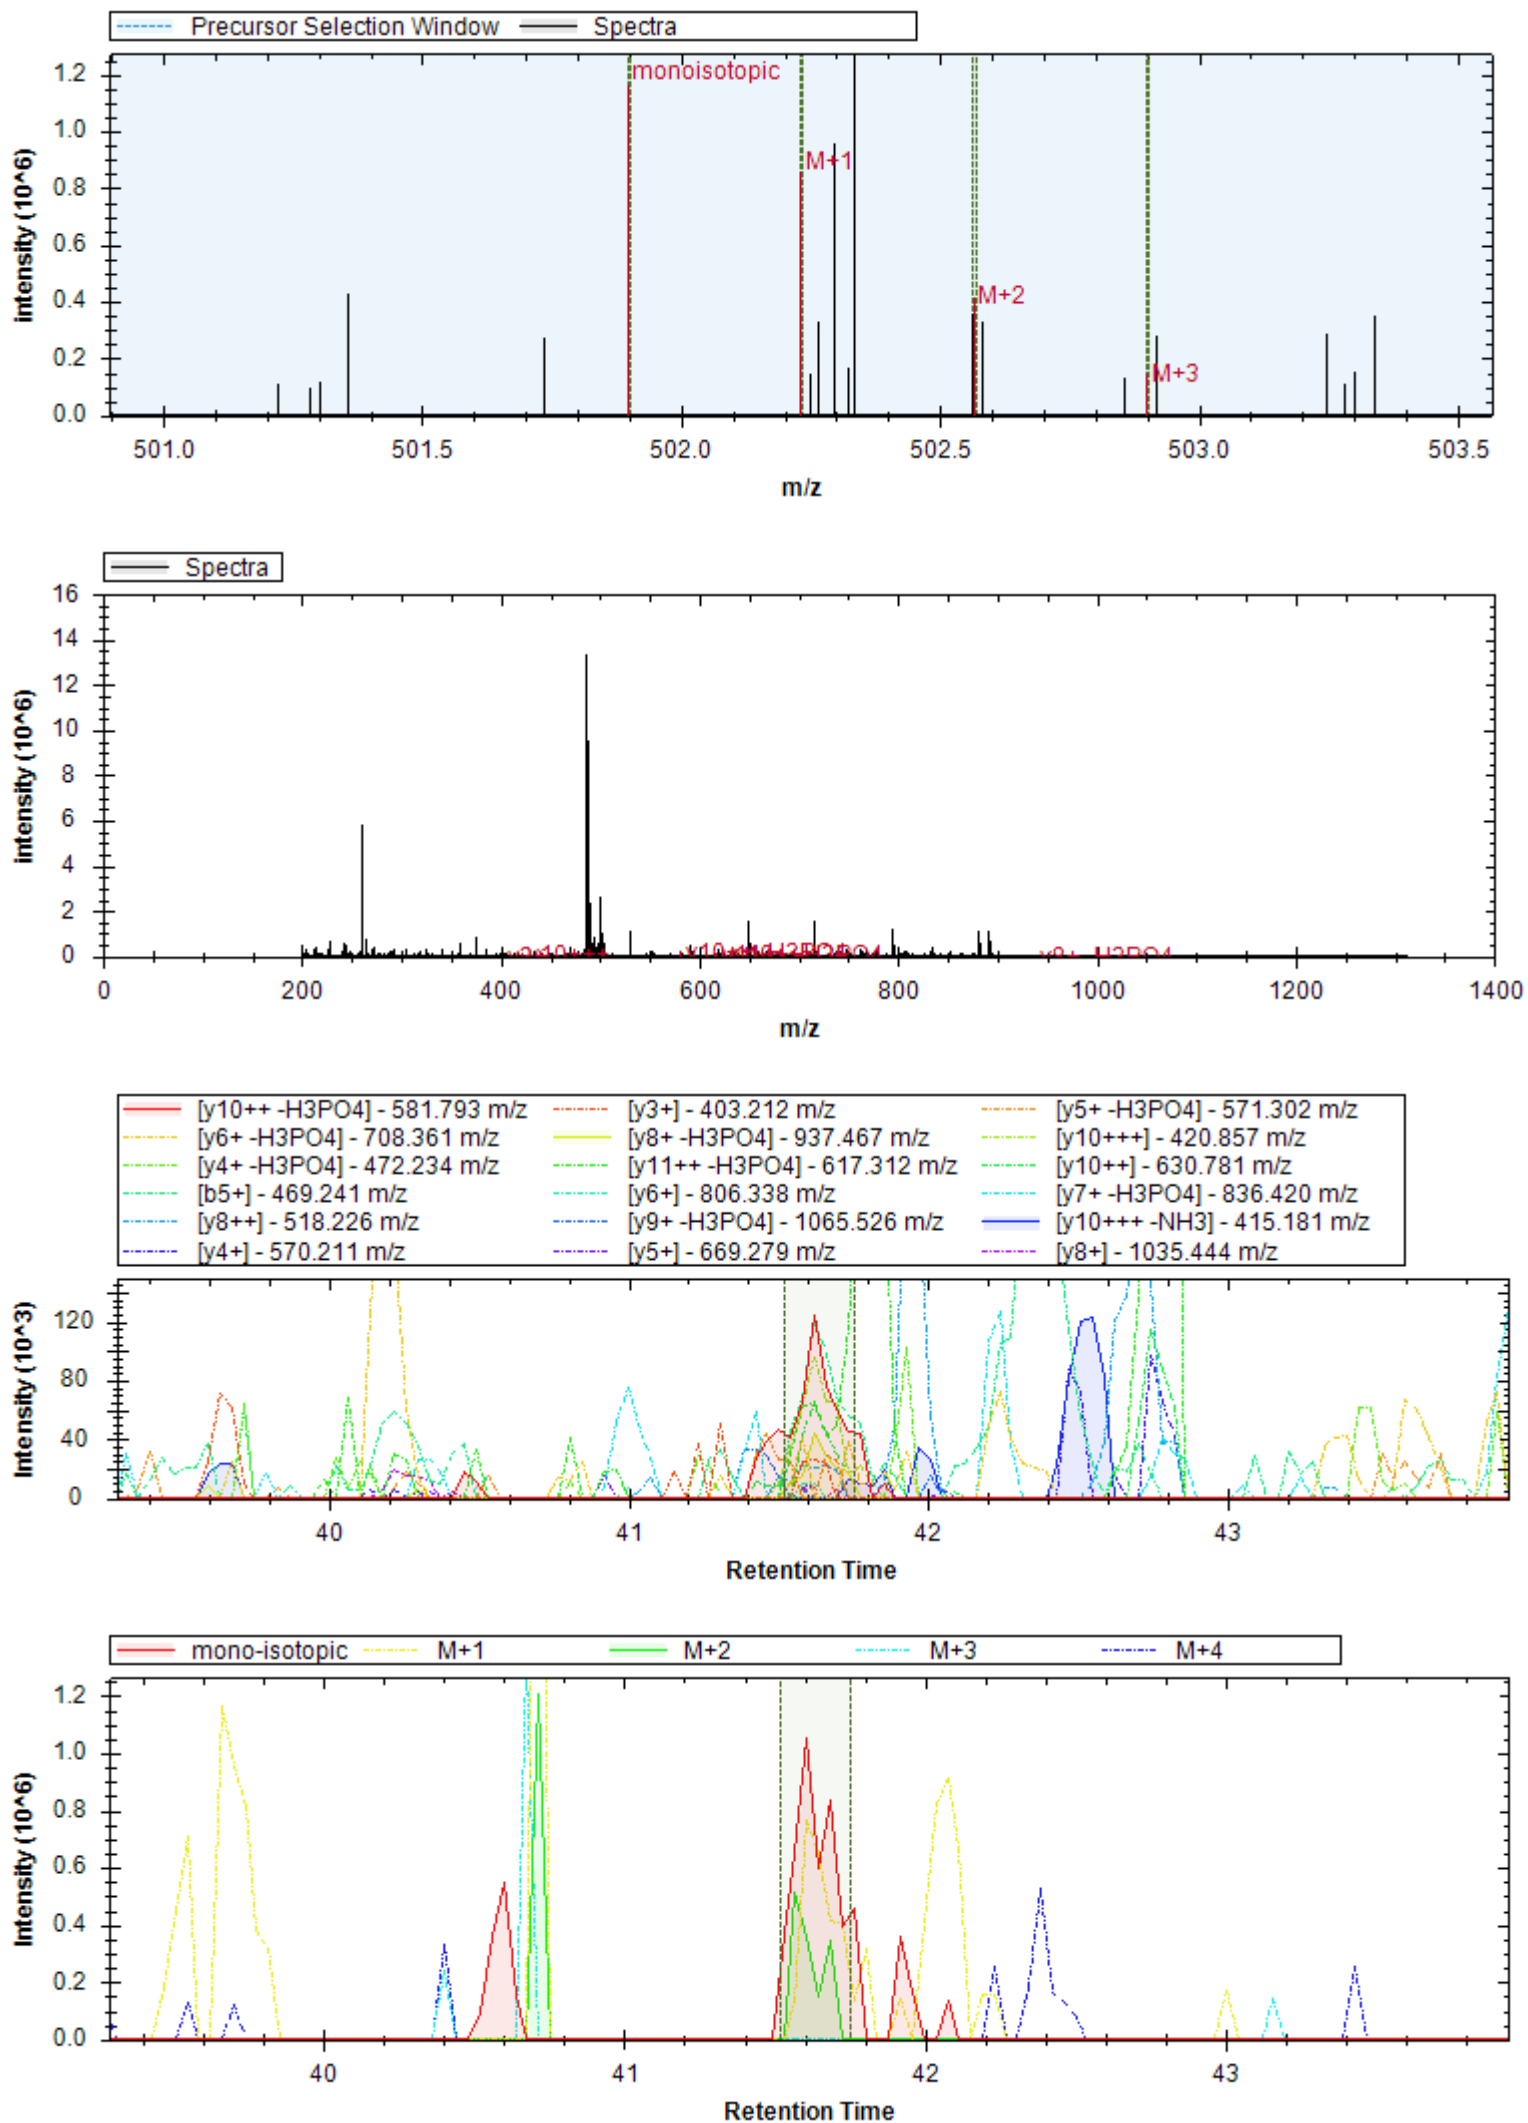 Precursor Selection Window Spectra
intensity (10^6)
1.2
1.0
0.8
0.6
0.4
0.2
0.0
monoisotopic
M+1
M+2
M+3
501.0 501.5 502.0 502.5 503.0 503.5
m/z
Spectra
intensity (10^6)
16
14
12
10
8
6
4
2
0
0 200 400 600 800 1000 1200 1400
m/z
[y10++ -H3PO4] - 581.793 m/z [y3+] - 403.212 m/z [y5+ -H3PO4] - 571.302 m/z
[y6+ -H3PO4] - 708.361 m/z [y8+ -H3PO4] - 937.467 m/z [y10+++] - 420.857 m/z
[y4+ -H3PO4] - 472.234 m/z [y11++ -H3PO4] - 617.312 m/z [y10++] - 630.781 m/z
[b5+] - 469.241 m/z [y6+] - 806.338 m/z [y7+ -H3PO4] - 836.420 m/z
[y8++] - 518.226 m/z [y9+ -H3PO4] - 1065.526 m/z [y10+++ -NH3] - 415.181 m/z
[y4+] - 570.211 m/z [y5+] - 669.279 m/z [y8+] - 1035.444 m/z
Intensity (10^3)
120
80
40
0
40 41 42 43
Retention Time
mono-isotopic M+1 M+2 M+3 M+4
Intensity (10^6)
1.2
1.0
0.8
0.6
0.4
0.2
0.0
40 41 42 43
Retention Time